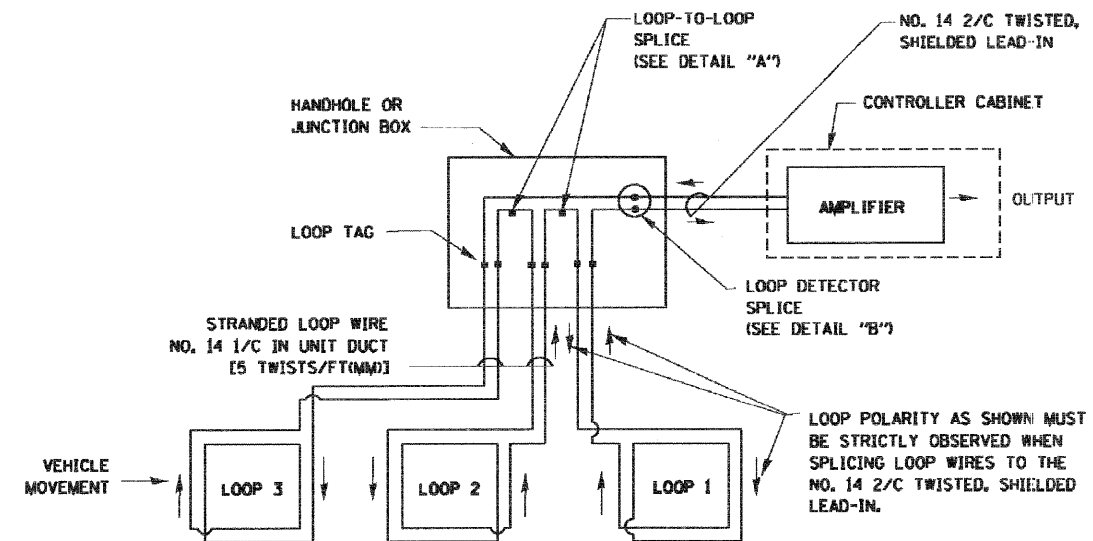 LOOP-TO-LOOP
SPLICE
(SEE DETAIL "A")
NO. 14 2/C TWISTED,
SHIELDED LEAD-IN
HANDHOLE OR
JUNCTION BOX
CONTROLLER CABINET
AMPLIFIER
OUTPUT
LOOP TAG
LOOP DETECTOR
SPLICE
(SEE DETAIL "B")
STRANDED LOOP WIRE
NO. 14 1/C IN UNIT DUCT
[5 TWISTS/FT(MM)]
LOOP POLARITY AS SHOWN MUST
BE STRICTLY OBSERVED WHEN
SPLICING LOOP WIRES TO THE
NO. 14 2/C TWISTED, SHIELDED
LEAD-IN.
VEHICLE
MOVEMENT
LOOP 3
LOOP 2
LOOP 1